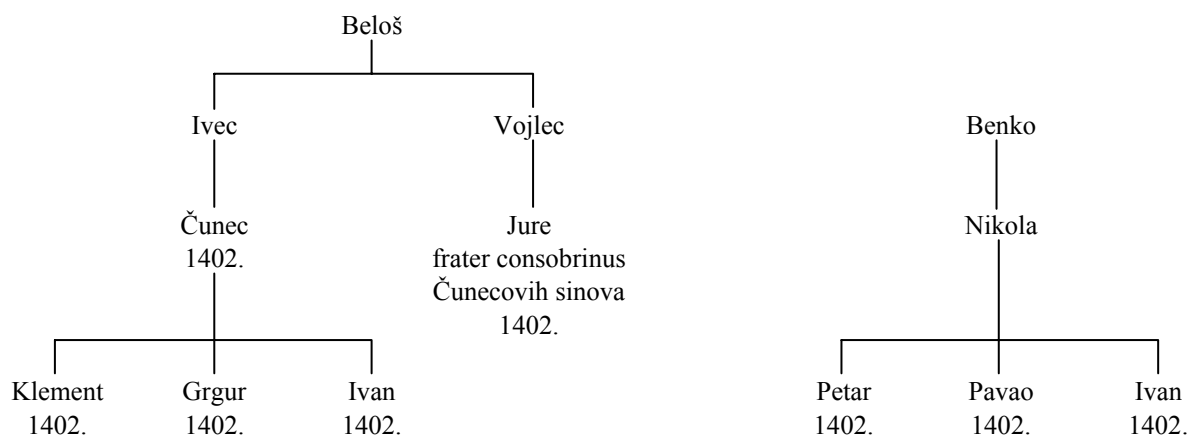 Beloš
Ivec Vojlec Benko
Čunec Jure Nikola
1402. frater consobrinus
Čunecovih sinova
1402.
Klement Grgur Ivan Petar Pavao Ivan
1402. 1402. 1402. 1402. 1402. 1402.